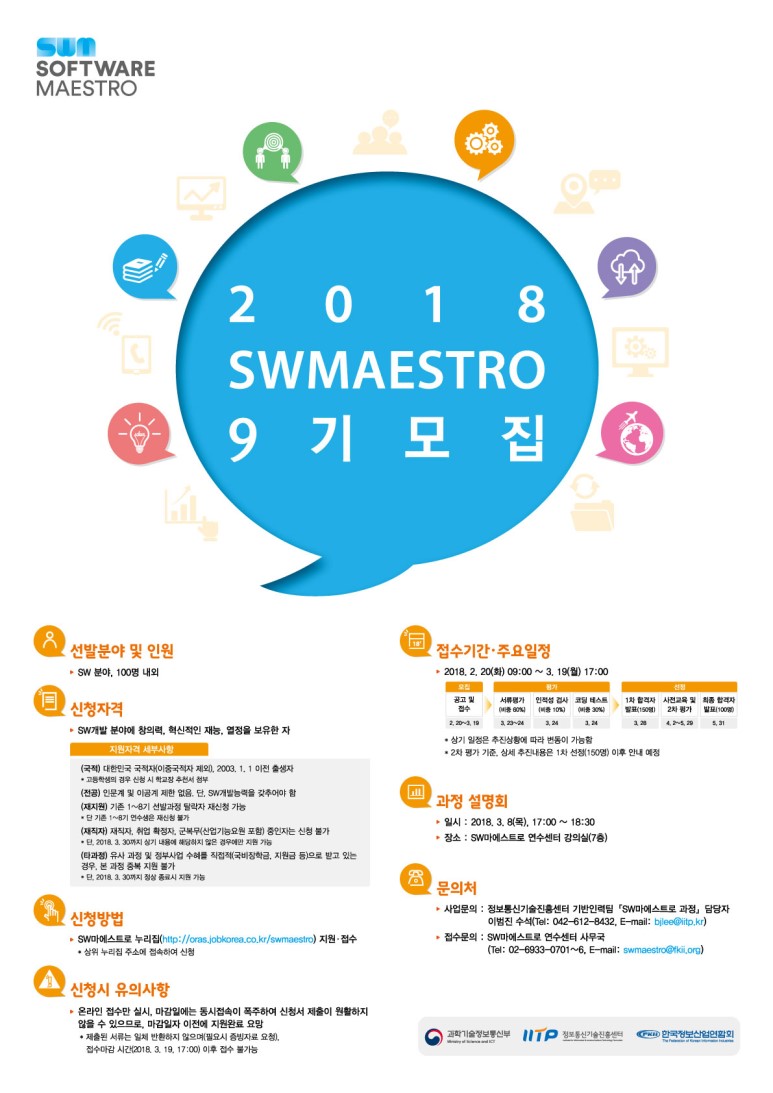 swm
SOFTWARE
MAESTRO
2 0 1 8
SWMAESTRO
9 기 모 집
선발분야 및 인원
SW 분야, 100명 내외
신청자격
SW개발 분야에 창의력, 혁신적인 재능, 열정을 보유한 자
지원자격 세부사항
(국적) 대한민국 국적자(이중국적자 제외), 2003. 1. 1 이전 출생자
* 고등학생의 경우 신청 시 학교장 추천서 첨부
(전공) 인문계 및 이공계 제한 없음. 단, SW개발능력을 갖추어야 함
(재지원) 기존 1~8기 선발과정 탈락자 재신청 가능
* 단 기존 1~8기 연수생은 재신청 불가
(재직자) 재직자, 취업 확정자, 군복무(산업기능요원 포함) 중인자는 신청 불가
* 단, 2018. 3. 30까지 상기 내용에 해당하지 않은 경우에만 지원 가능
(타과정) 유사 과정 및 정부사업 수혜를 직접적(국비장학금, 지원금 등)으로 받고 있는
경우, 본 과정 중복 지원 불가
* 단, 2018. 3. 30까지 정상 종료시 지원 가능
신청방법
SW마에스트로 누리집(http://oras.jobkorea.co.kr/swmaestro) 지원·접수
* 상위 누리집 주소에 접속하여 신청
신청시 유의사항
온라인 접수만 실시, 마감일에는 동시접속이 폭주하여 신청서 제출이 원활하지
않을 수 있으므로, 마감일자 이전에 지원완료 요망
* 제출된 서류는 일체 반환하지 않으며(필요시 증빙자료 요청),
접수마감 시간(2018. 3. 19, 17:00) 이후 접수 불가능
접수기간·주요일정
2018. 2. 20(화) 09:00 ~ 3. 19(월) 17:00
모집 평가 선정
공고 및 접수 서류평가 (비중 60%) 인적성 검사 (비중 10%) 코딩 테스트 (비중 30%) 1차 합격자 발표(150명) 사전교육 및 2차 평가 최종 합격자 발표(100명)
2. 20~3. 19 3. 23~24 3. 24 3. 24 3. 28 4. 2~5. 29 5. 31
* 상기 일정은 추진상황에 따라 변동이 가능함
* 2차 평가 기준, 상세 추진내용은 1차 선정(150명) 이후 안내 예정
과정 설명회
일시 : 2018. 3. 8(목), 17:00 ~ 18:30
장소 : SW마에스트로 연수센터 강의실(7층)
문의처
사업문의 : 정보통신기술진흥센터 기반인력팀 「SW마에스트로 과정」 담당자
이범진 수석(Tel: 042-612-8432, E-mail: bjlee@iitp.kr)
접수문의 : SW마에스트로 연수센터 사무국
(Tel: 02-6933-0701~6, E-mail: swmaestro@fkii.org)
과학기술정보통신부
Ministry of Science and ICT
IITP 정보통신기술진흥센터
FKII 한국정보산업연합회
The Federation of Korean Information Industries